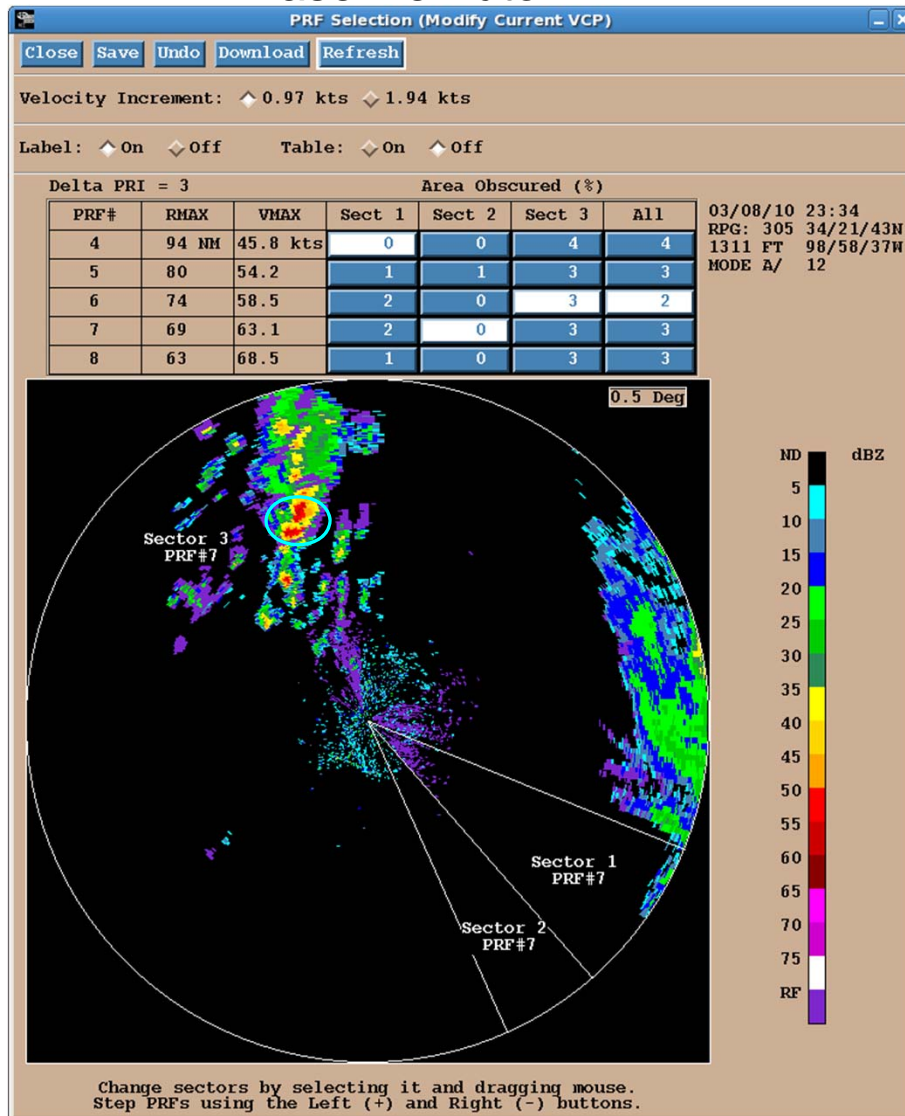 PRF Selection (Modify Current VCP)
Close Save Undo Download Refresh
Velocity Increment: 0.97 kts 1.94 kts
Label: On Off Table: On Off
Delta PRI = 3 Area Obscured (%)
PRF# RMAX VMAX Sect 1 Sect 2 Sect 3 All
4 94 NM 45.8 kts 0 0 4 4
5 80 54.2 1 1 3 3
6 74 58.5 2 0 3 2
7 69 63.1 2 0 3 3
8 63 68.5 1 0 3 3
03/08/10 23:34
RPG: 305 34/21/43N
1311 FT 98/58/37W
MODE A/ 12
0.5 Deg
ND dBZ
5
10
15
20
25
30
35
40
45
50
55
60
65
70
75
RF
Sector 3
PRF#7
Sector 1
PRF#7
Sector 2
PRF#7
Change sectors by selecting it and dragging mouse.
Step PRFs using the Left (+) and Right (-) buttons.